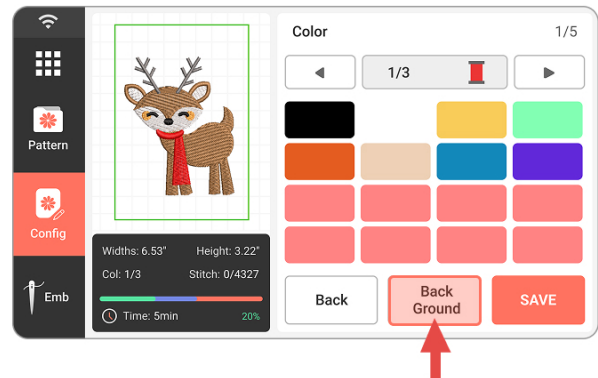 Pattern
Config
Emb
Widths: 6.53" Height: 3.22"
Col: 1/3 Stitch: 0/4327
Time: 5min 20%
Color 1/5
1/3
Back
Back
Ground
SAVE